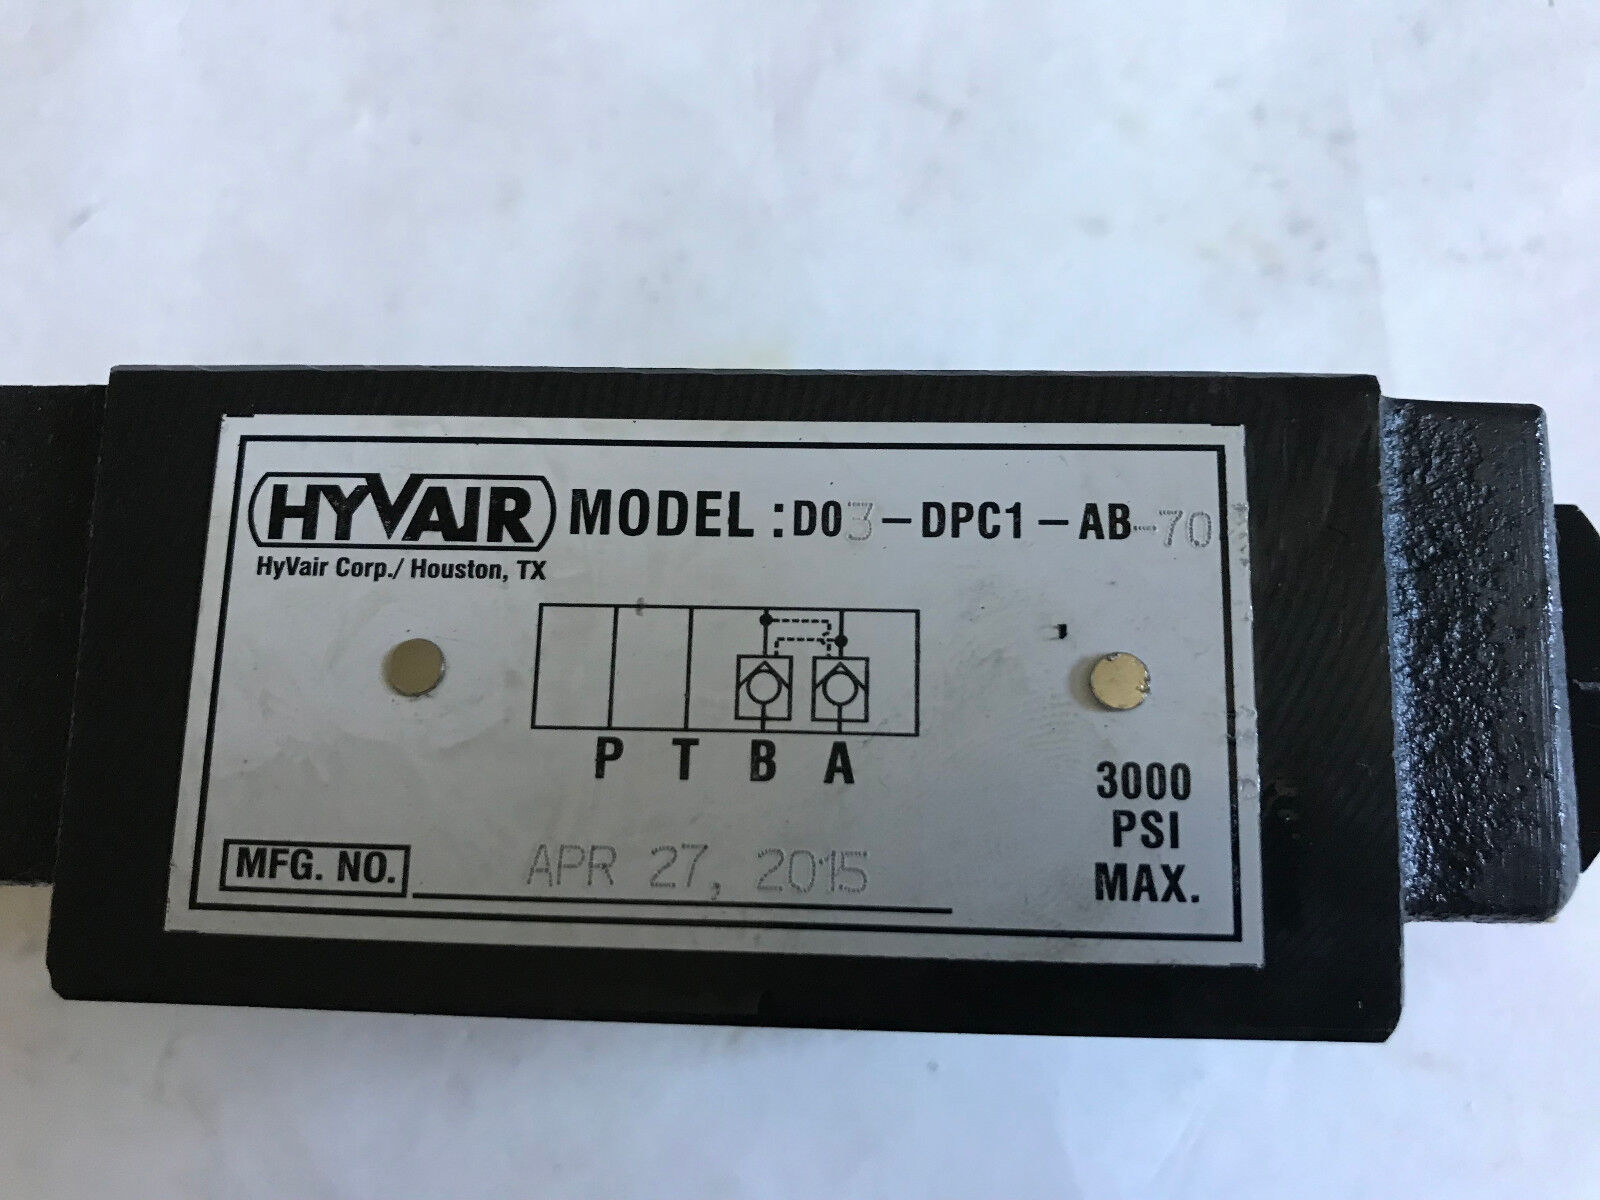 HYVAIR MODEL : D03-DPC1-AB-70
HyVair Corp./ Houston, TX
P T B A
3000
PSI
MAX.
MFG. NO. APR 27, 2015